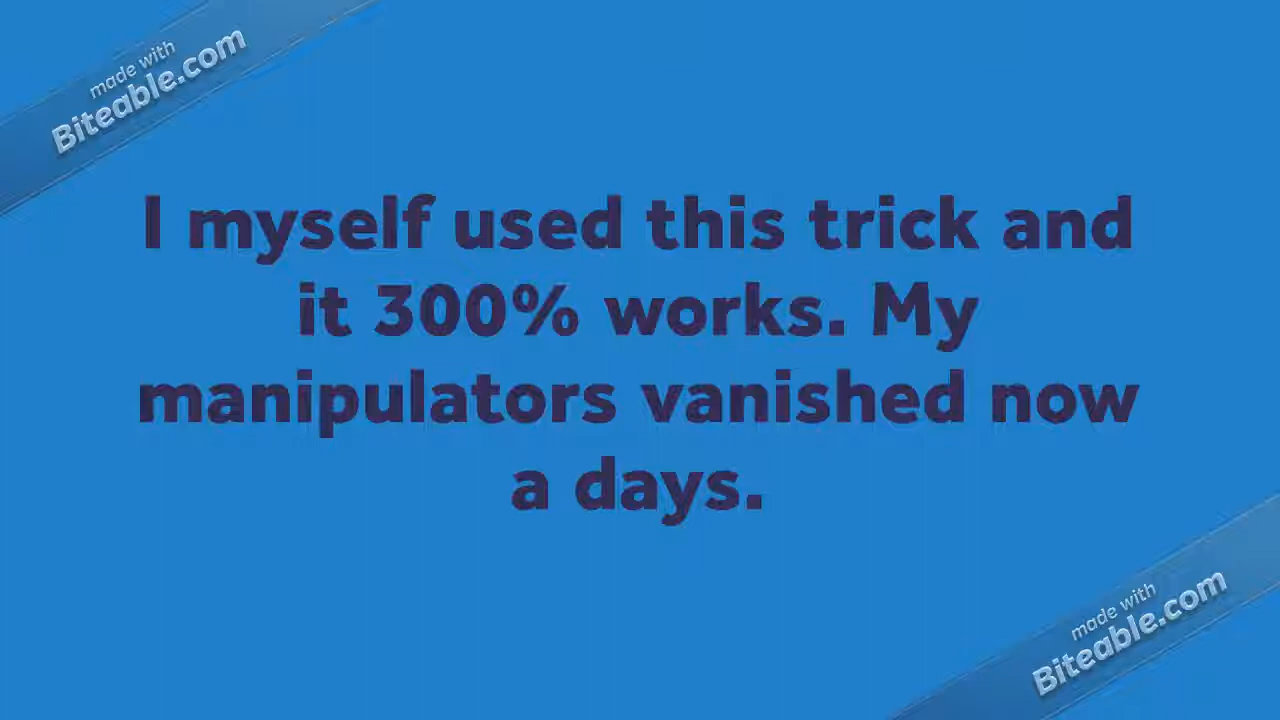 made with
Biteable.com
I myself used this trick and
it 300% works. My
manipulators vanished now
a days.
made with
Biteable.com